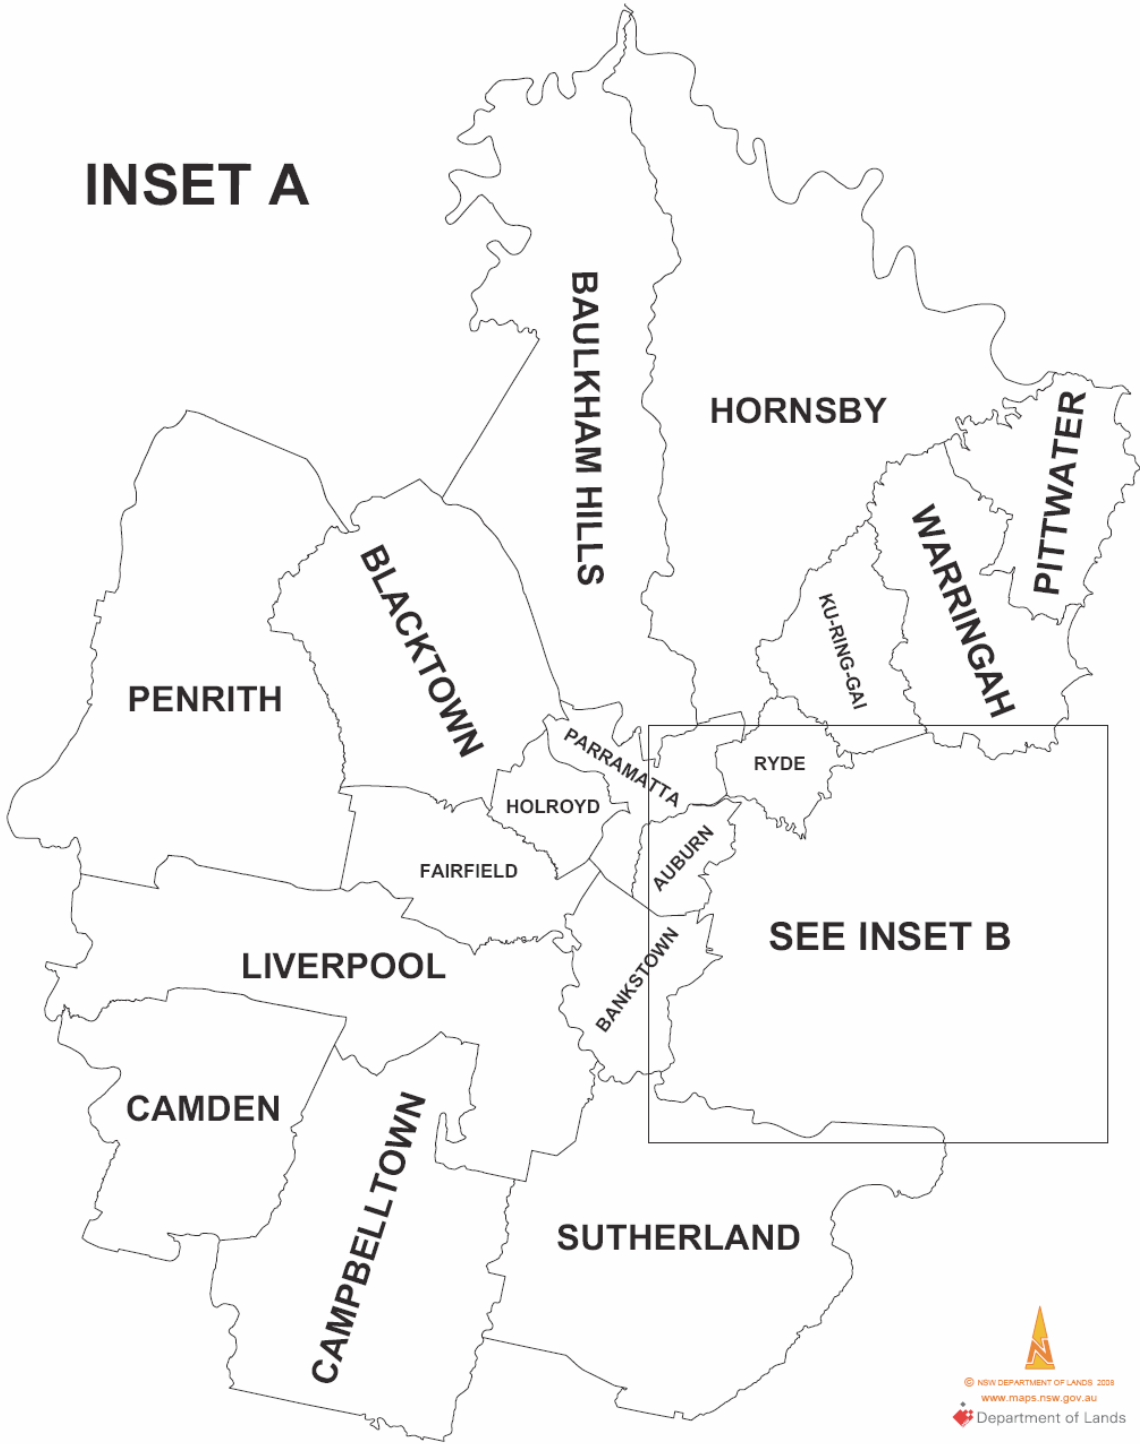 INSET A
BAULKHAM HILLS
HORNSBY
PITTWATER
WARRINGAH
KU-RING-GAI
BLACKTOWN
PENRITH
PARRAMATTA
RYDE
HOLROYD
AUBURN
FAIRFIELD
SEE INSET B
BANKSTOWN
LIVERPOOL
CAMDEN
CAMPBELLTOWN
SUTHERLAND
N
© NSW DEPARTMENT OF LANDS 2008
www.maps.nsw.gov.au
Department of Lands